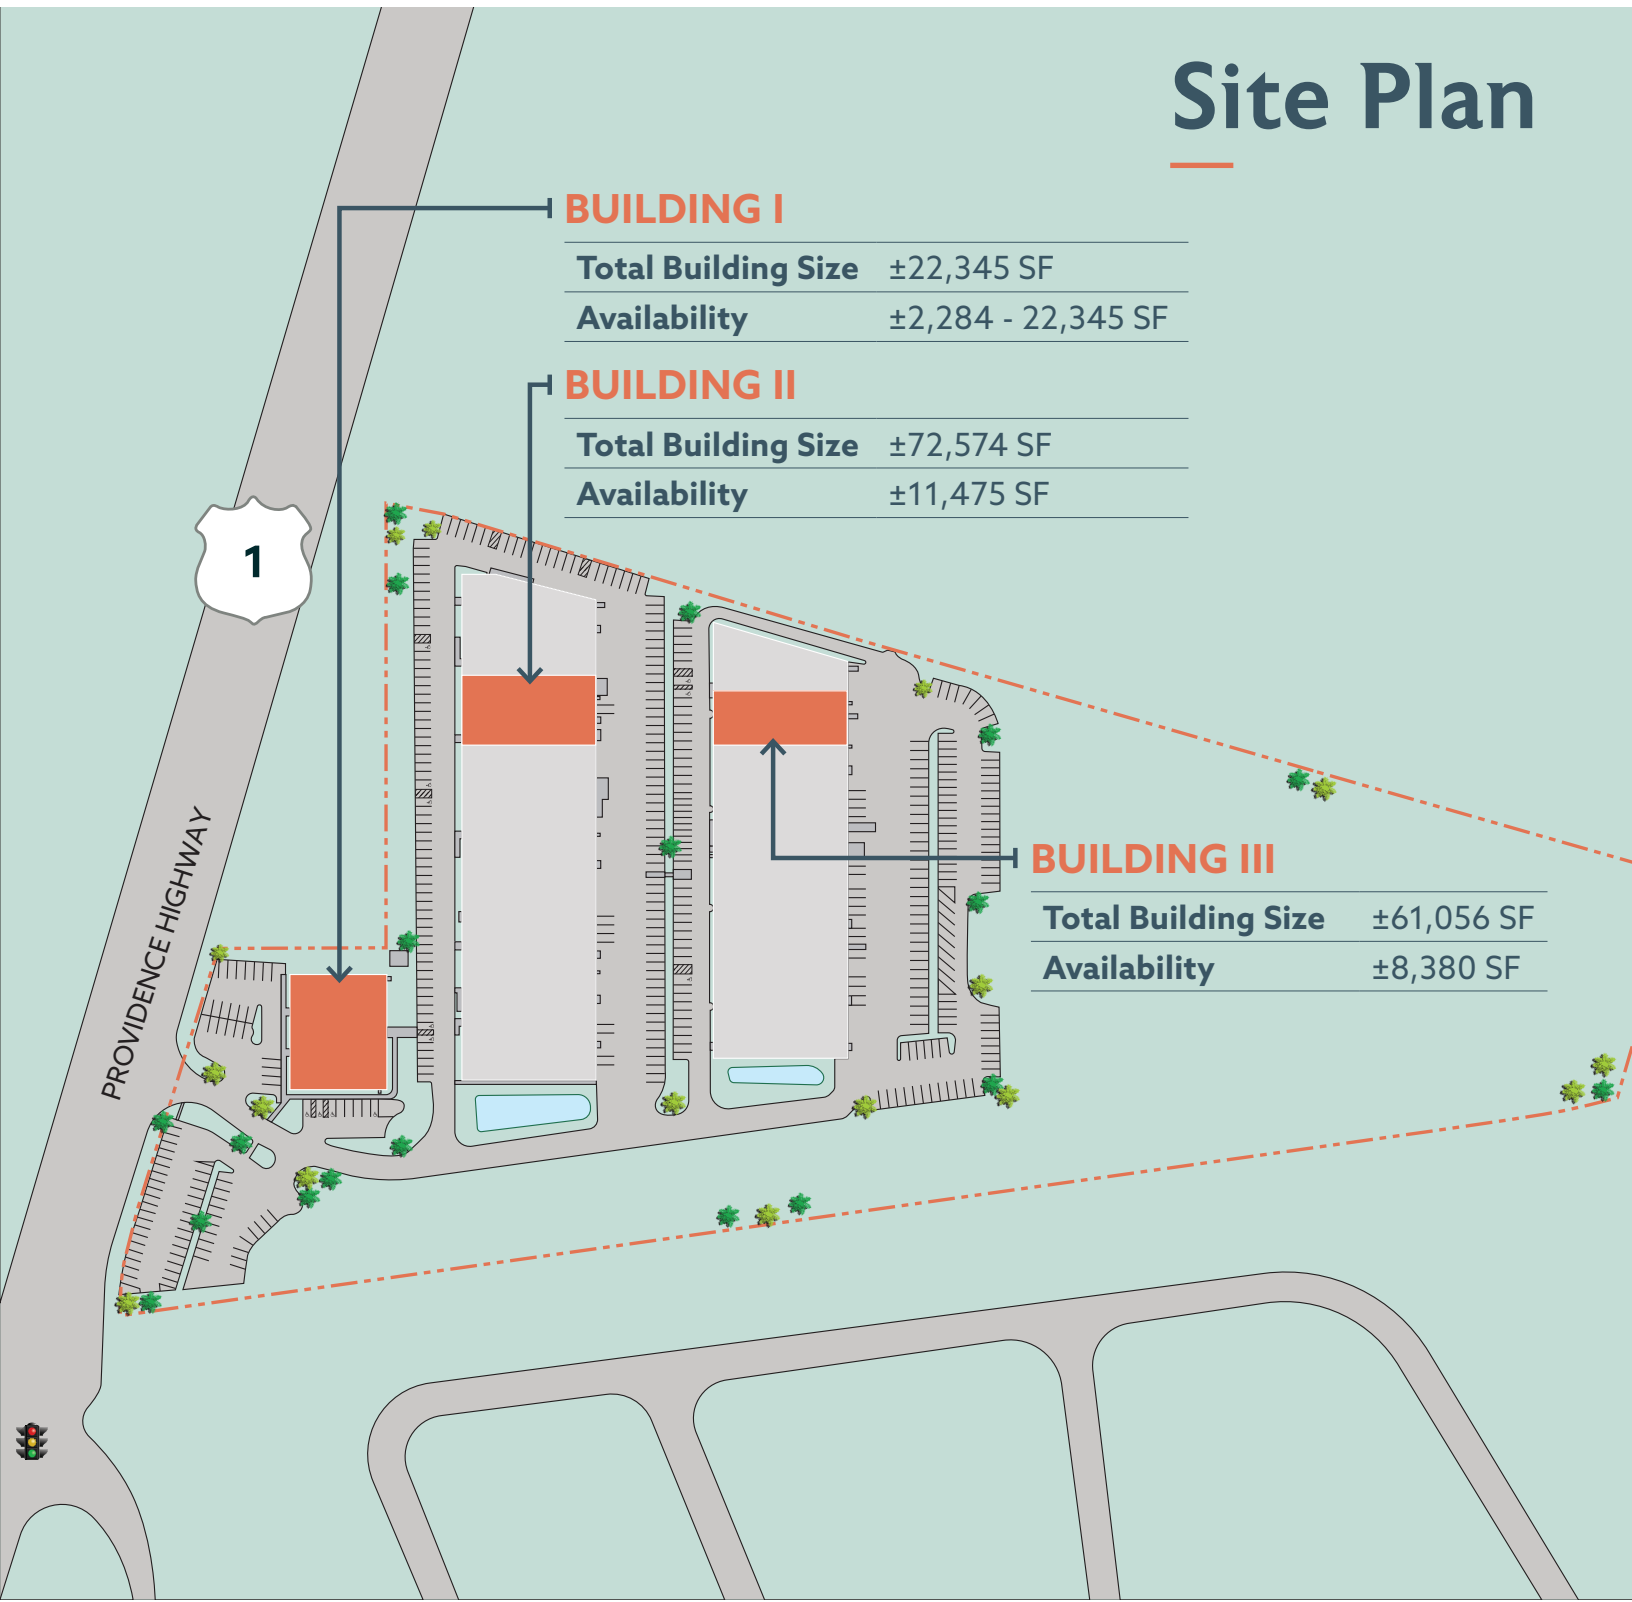 Site Plan
BUILDING I
Total Building Size ±22,345 SF
Availability ±2,284 - 22,345 SF
BUILDING II
Total Building Size ±72,574 SF
Availability ±11,475 SF
1
PROVIDENCE HIGHWAY
BUILDING III
Total Building Size ±61,056 SF
Availability ±8,380 SF